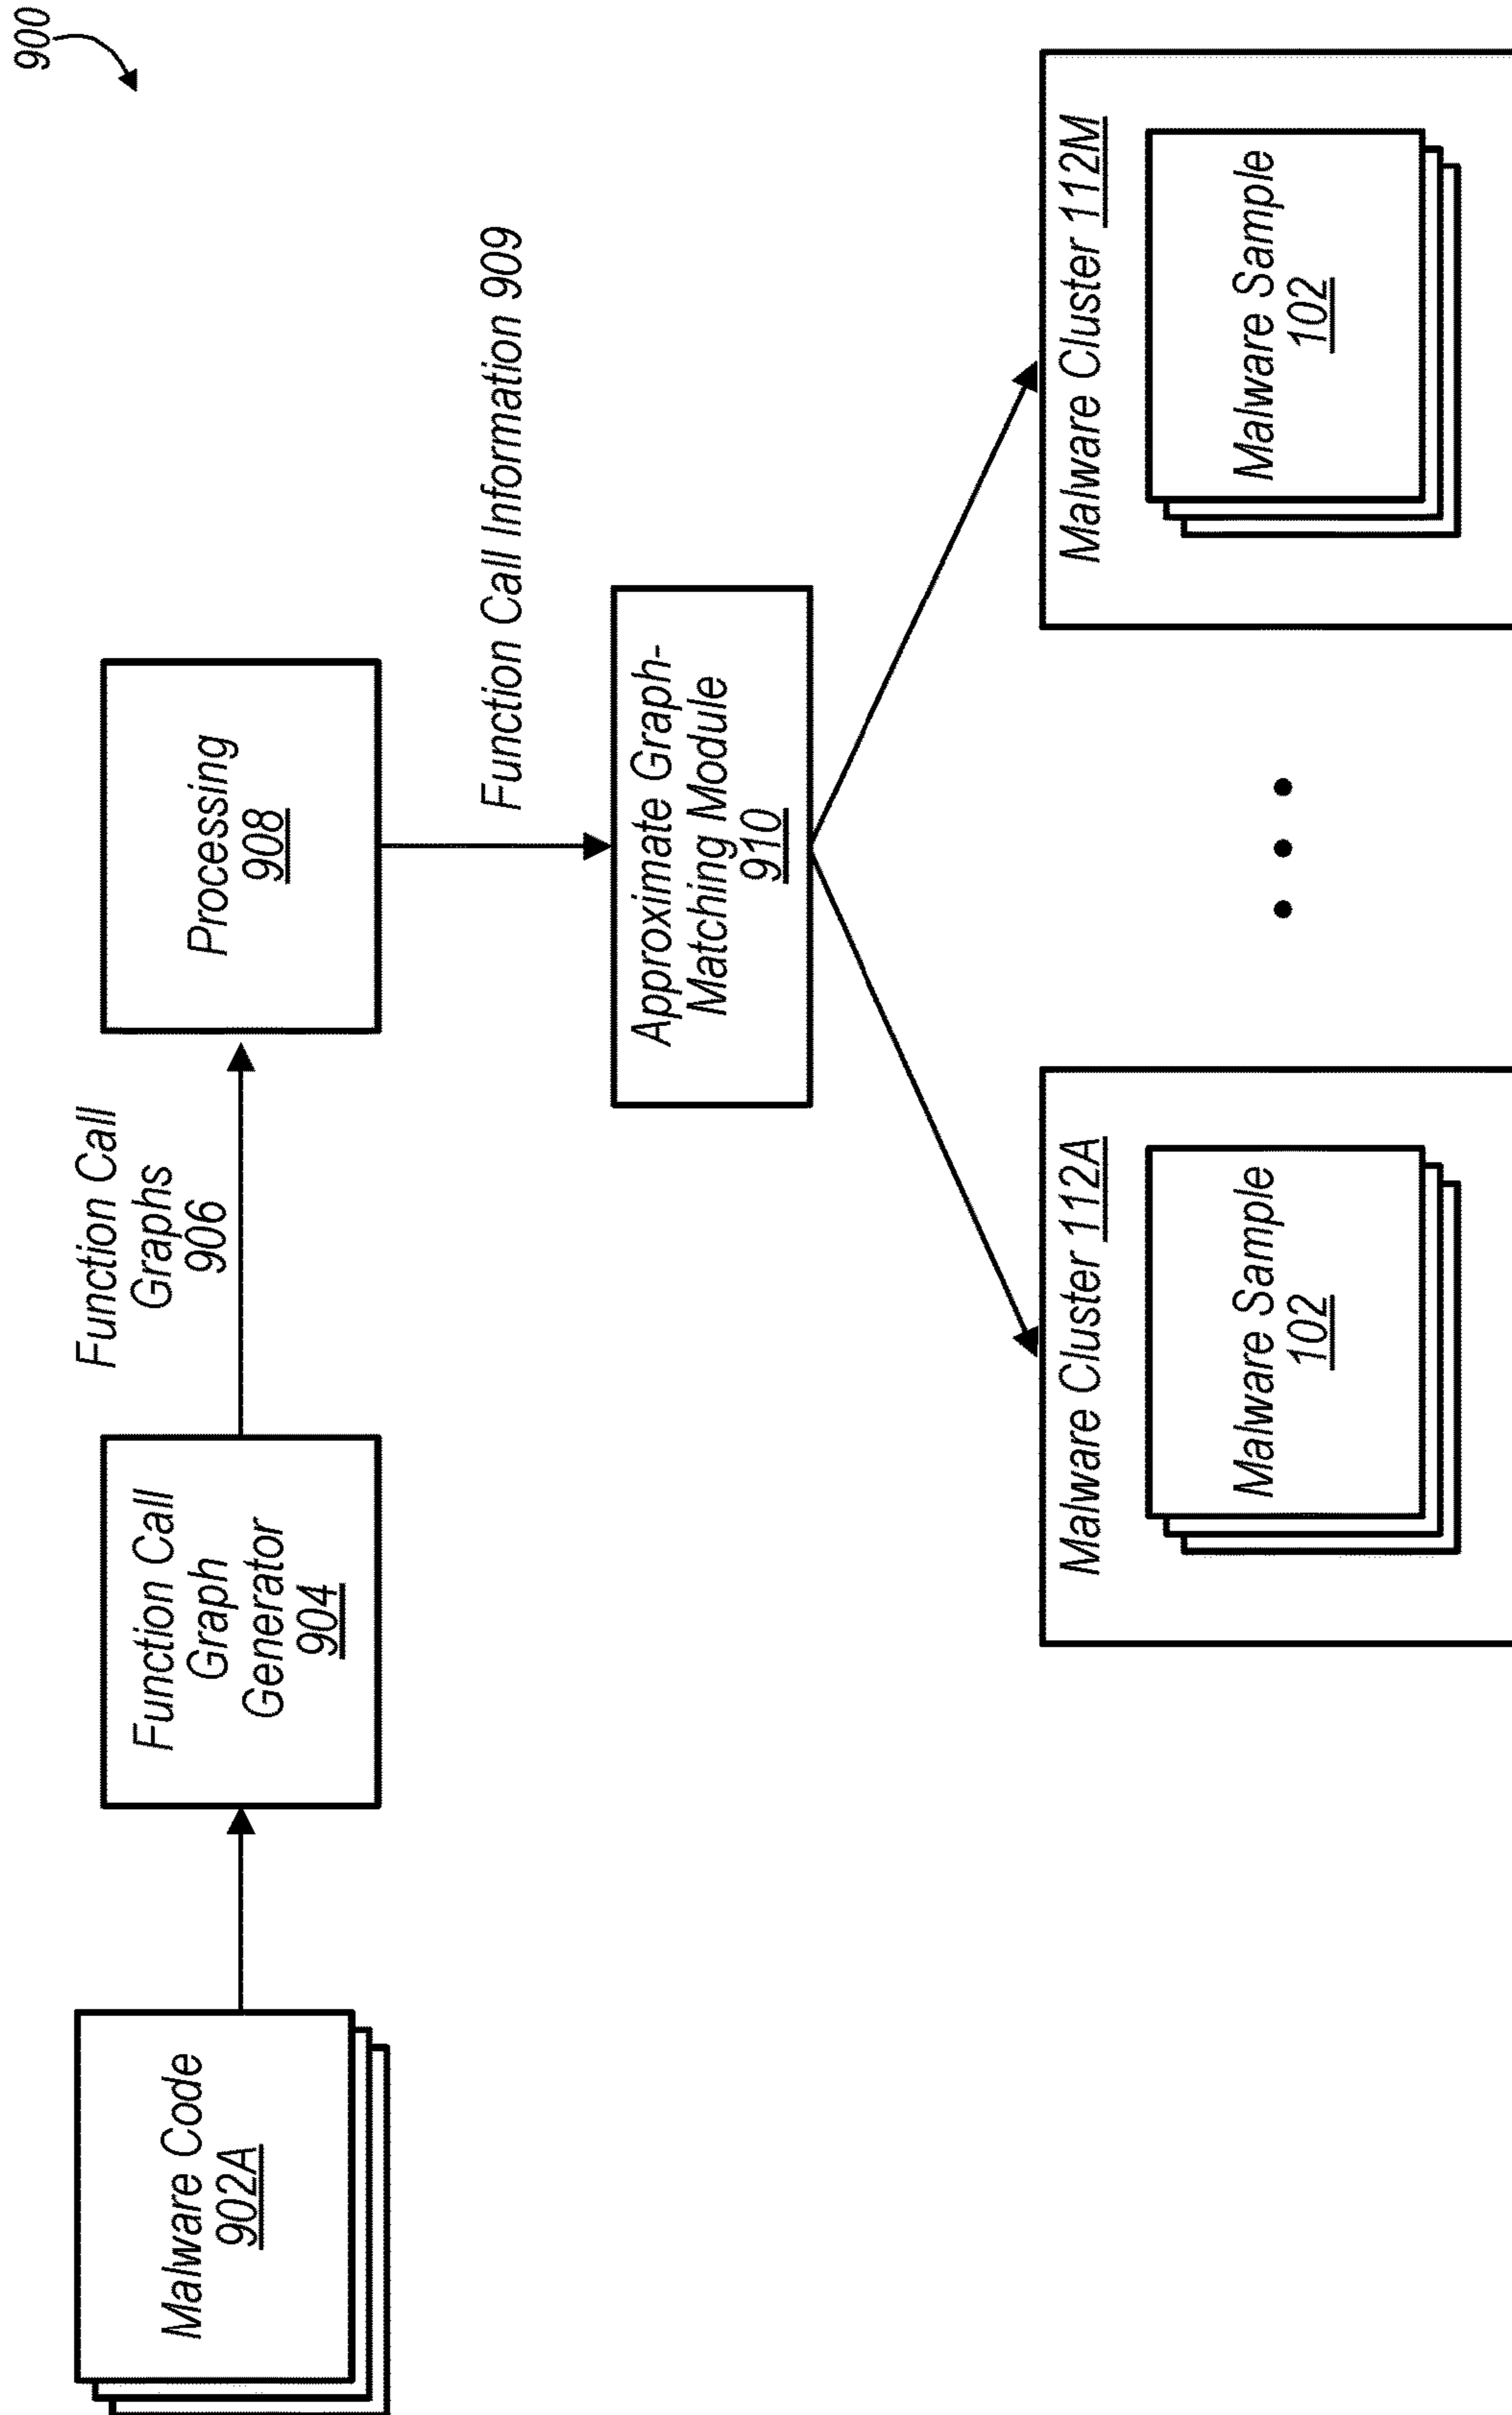 900
Malware Code
902A
Function Call
Graph
Generator
904
Function Call
Graphs
906
Processing
908
Function Call Information 909
Approximate Graph-
Matching Module
910
Malware Cluster 112A
Malware Sample
102
Malware Cluster 112M
Malware Sample
102